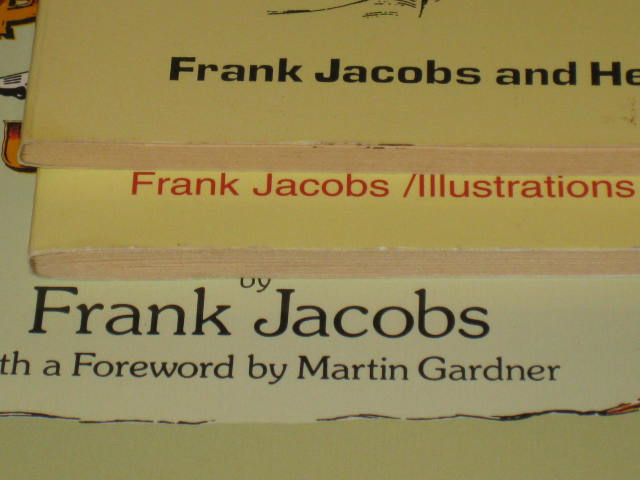 Frank Jacobs and He
Frank Jacobs /Illustrations
by
Frank Jacobs
th a Foreword by Martin Gardner